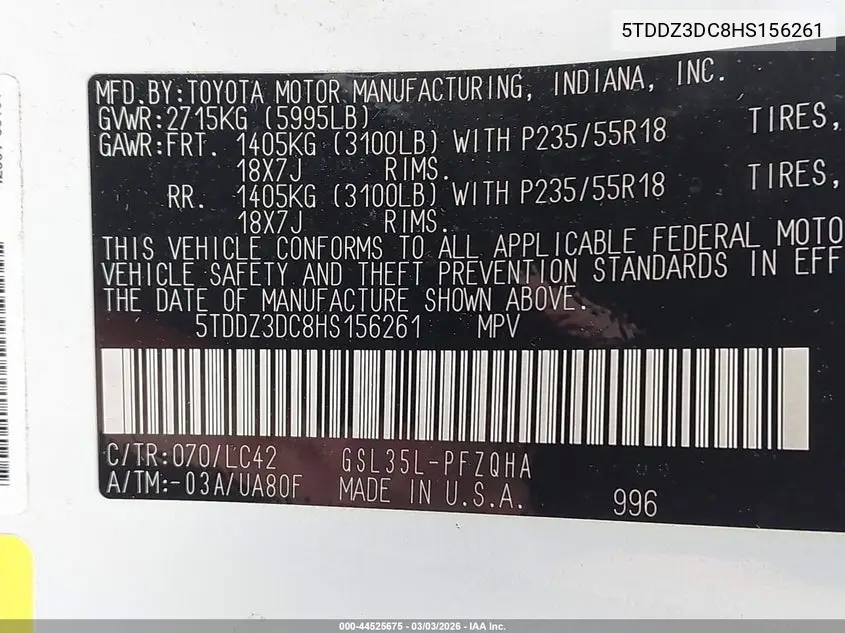 5TDDZ3DC8HS156261
MFD.BY:TOYOTA MOTOR MANUFACTURING, INDIANA, INC.
GVWR:2715KG (5995LB)
GAWR:FRT. 1405KG (3100LB) WITH P235/55R18 TIRES,
18X7J RIMS.
RR. 1405KG (3100LB) WITH P235/55R18 TIRES,
18X7J RIMS.
THIS VEHICLE CONFORMS TO ALL APPLICABLE FEDERAL MOTO
VEHICLE SAFETY AND THEFT PREVENTION STANDARDS IN EFF
THE DATE OF MANUFACTURE SHOWN ABOVE.
5TDDZ3DC8HS156261 MPV
C/TR:070/LC42 GSL35L-PFZQHA
A/TM:-03A/UA80F MADE IN U.S.A. 996
000-44525675 - 03/03/2026 - IAA Inc.